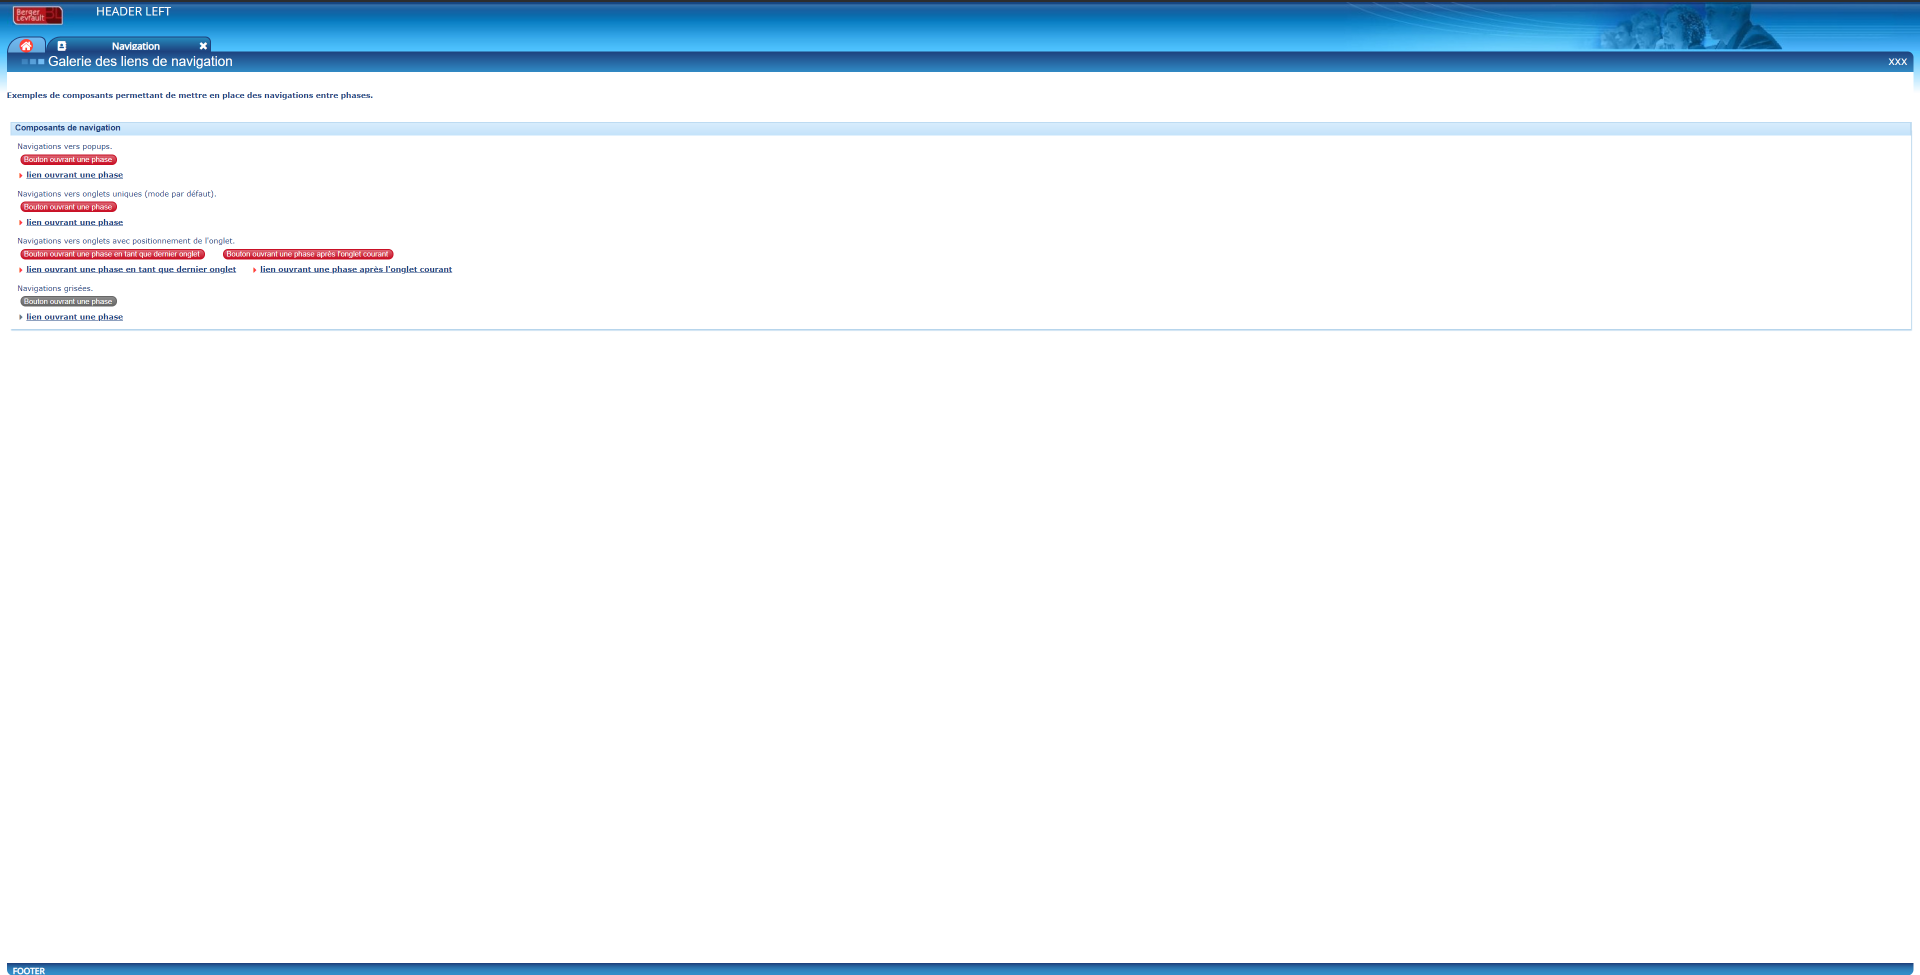 Berger
Levrault
HEADER LEFT
Navigation
Galerie des liens de navigation
XXX
Exemples de composants permettant de mettre en place des navigations entre phases.
Composants de navigation
Navigations vers popups.
Bouton ouvrant une phase
lien ouvrant une phase
Navigations vers onglets uniques (mode par défaut).
Bouton ouvrant une phase
lien ouvrant une phase
Navigations vers onglets avec positionnement de l'onglet.
Bouton ouvrant une phase en tant que dernier onglet Bouton ouvrant une phase après l'onglet courant
lien ouvrant une phase en tant que dernier onglet lien ouvrant une phase après l'onglet courant
Navigations grisées.
Bouton ouvrant une phase
lien ouvrant une phase
FOOTER